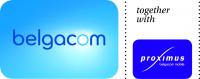 belgacom
together
with
proximus
belgacom mobile